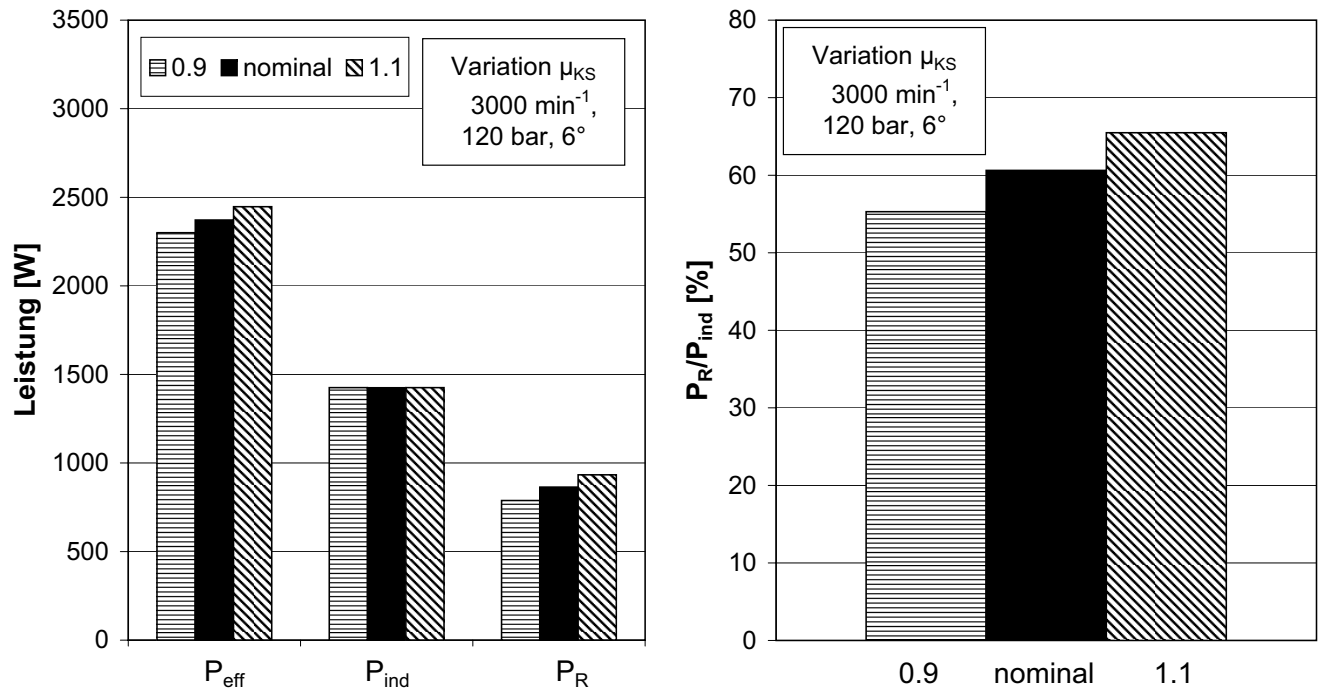 Leistung [W]
3500
3000
2500
2000
1500
1000
500
0
0.9 nominal 1.1
Variation μKS
3000 min-1,
120 bar, 6°
Peff Pind PR
PR/Pind [%]
80
70
60
50
40
30
20
10
0
Variation μKS
3000 min-1,
120 bar, 6°
0.9 nominal 1.1